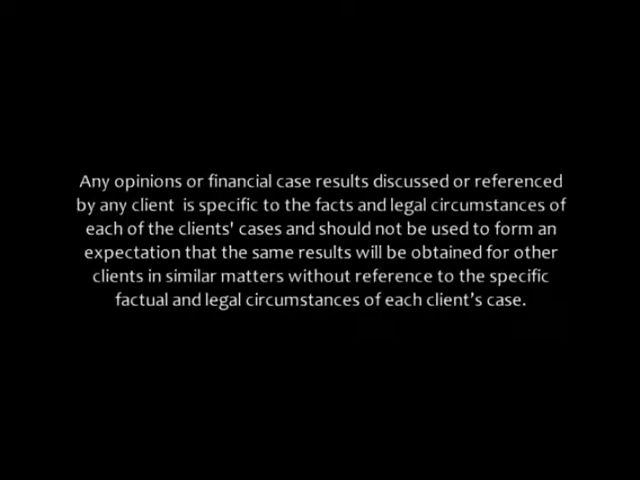 Any opinions or financial case results discussed or referenced
by any client  is specific to the facts and legal circumstances of
each of the clients' cases and should not be used to form an
expectation that the same results will be obtained for other
clients in similar matters without reference to the specific
factual and legal circumstances of each client’s case.